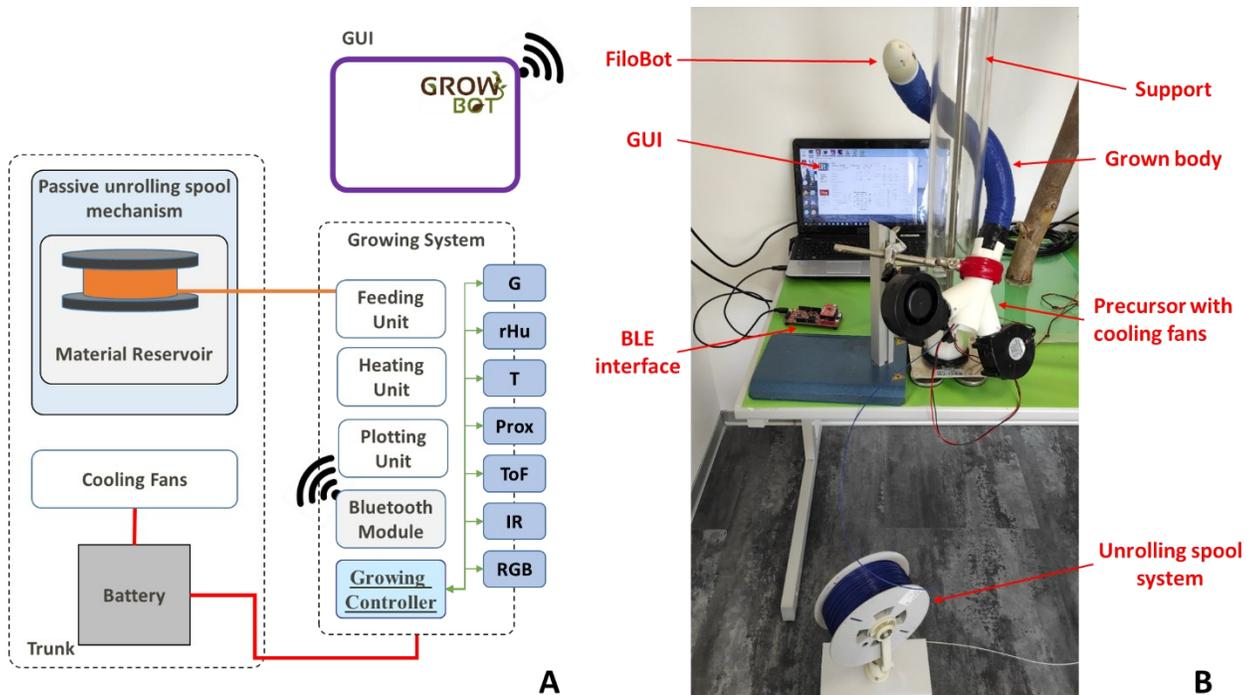 GUI
GROW
BOT
Passive unrolling spool
mechanism
Material Reservoir
Cooling Fans
Battery
Trunk
Growing System
Feeding
Unit
Heating
Unit
Plotting
Unit
Bluetooth
Module
Growing
Controller
G
rHu
T
Prox
ToF
IR
RGB
A
FiloBot
GUI
BLE
interface
Support
Grown body
Precursor with
cooling fans
Unrolling spool
system
B